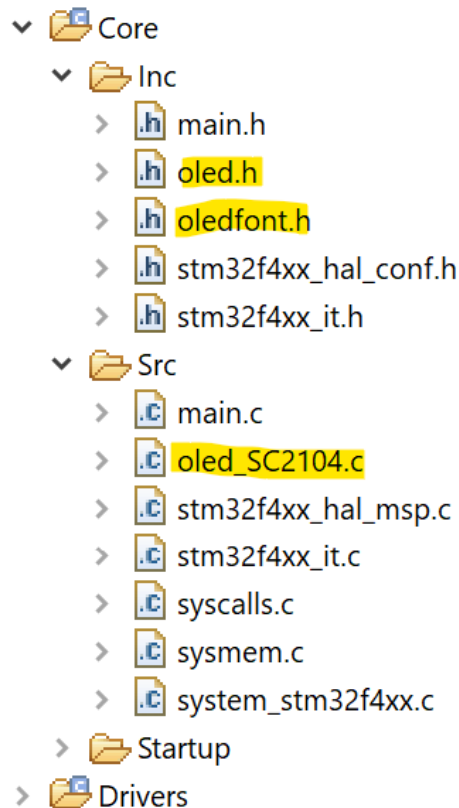 Core
Inc
.h main.h
.h oled.h
.h oledfont.h
.h stm32f4xx_hal_conf.h
.h stm32f4xx_it.h
Src
.c main.c
.c oled_SC2104.c
.c stm32f4xx_hal_msp.c
.c stm32f4xx_it.c
.c syscalls.c
.c sysmem.c
.c system_stm32f4xx.c
Startup
Drivers